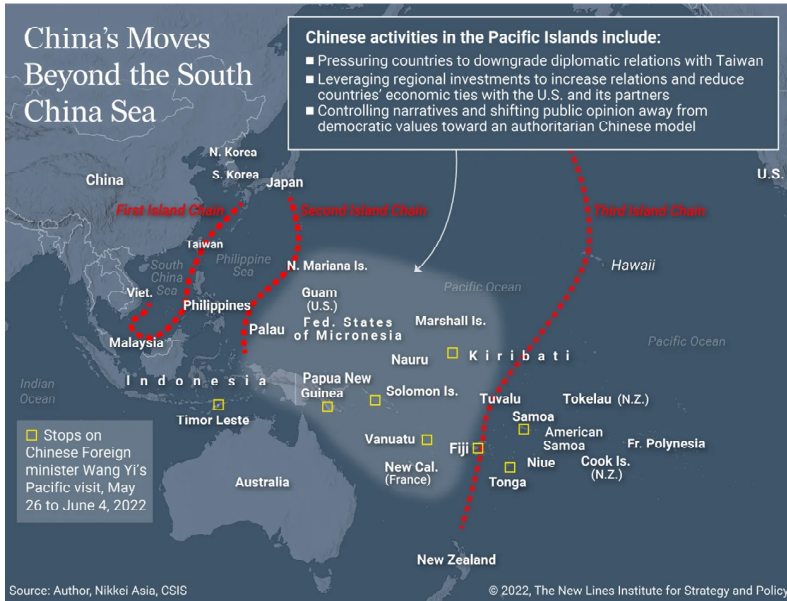 China's Moves
Beyond the South
China Sea
Chinese activities in the Pacific Islands include:
■ Pressuring countries to downgrade diplomatic relations with Taiwan
■ Leveraging regional investments to increase relations and reduce
countries' economic ties with the U.S. and its partners
■ Controlling narratives and shifting public opinion away from
democratic values toward an authoritarian Chinese model
N. Korea
S. Korea
China
Japan
U.S.
First Island Chain
Second Island Chain
Third Island Chain
Taiwan
Philippine
Sea
South
China
Sea
N. Mariana Is.
Hawaii
Viet.
Guam
(U.S.)
Pacific Ocean
Philippines
Palau
Fed. States
of Micronesia
Marshall Is.
Malaysia
Pacific Ocean
Nauru
Kiribati
Indian
Ocean
Indonesia
Papua New
Guinea
Solomon Is.
Tuvalu
Tokelau (N.Z.)
Timor Leste
Samoa
American
Samoa
Vanuatu
Fiji
Fr. Polynesia
Niue
Cook Is.
(N.Z.)
New Cal.
(France)
Tonga
Australia
Stops on
Chinese Foreign
minister Wang Yi's
Pacific visit, May
26 to June 4, 2022
New Zealand
Source: Author, Nikkei Asia, CSIS
© 2022, The New Lines Institute for Strategy and Policy